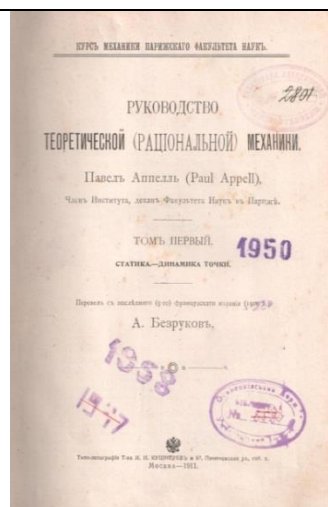 КУРСЪ МЕХАНИКИ ПАРИЖСКАГО ФАКУЛЬТЕТА НАУКЪ.
2801
РУКОВОДСТВО
ТЕОРЕТИЧЕСКОЙ (РАЦІОНАЛЬНОЙ) МЕХАНИКИ.
Павелъ Аппелль (Paul Appell),
Членъ Института, деканъ Факультета Наукъ въ Парижѣ.
ТОМЪ ПЕРВЫЙ.
1950
СТАТИКА.—ДИНАМИКА ТОЧКИ.
Перевелъ съ послѣдняго французскаго изданія
А. Безруковъ.
1958
Москва—1911.